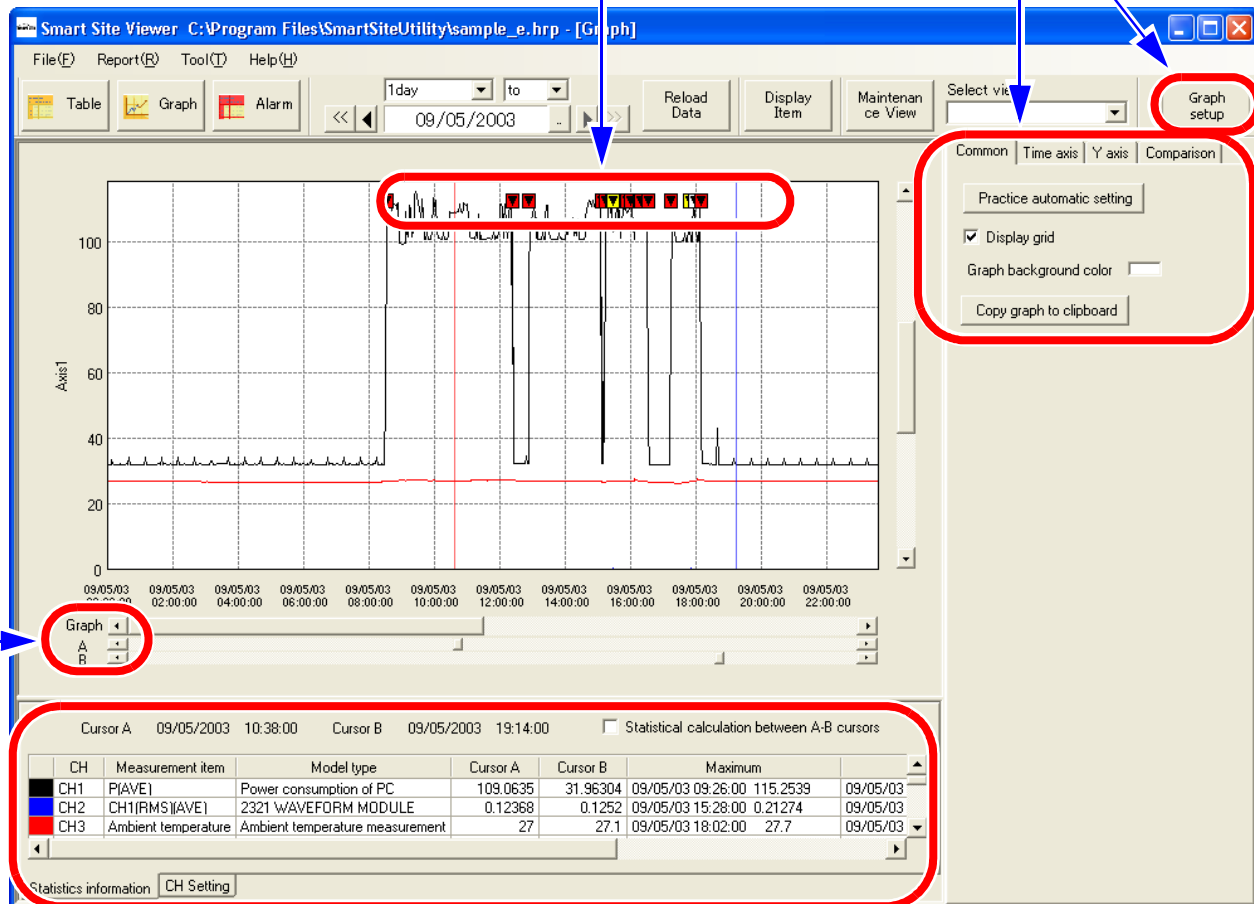 Smart Site Viewer C:\Program Files\SmartSiteUtility\sample_e.hrp - [Graph]
File(F) Report(R) Tool(T) Help(H)
Table Graph Alarm
1day to
<< 09/05/2003 .. >>
Reload Data
Display Item
Maintenan ce View
Select view
Graph setup
Common Time axis Y axis Comparison
Practice automatic setting
Display grid
Graph background color
Copy graph to clipboard
Axis1
100
80
60
40
20
0
09/05/03 09/05/03 09/05/03 09/05/03 09/05/03 09/05/03 09/05/03 09/05/03 09/05/03 09/05/03 09/05/03 09/05/03
00:00:00 02:00:00 04:00:00 06:00:00 08:00:00 10:00:00 12:00:00 14:00:00 16:00:00 18:00:00 20:00:00 22:00:00
Graph
A
B
Cursor A 09/05/2003 10:38:00 Cursor B 09/05/2003 19:14:00 Statistical calculation between A-B cursors
CH Measurement item Model type Cursor A Cursor B Maximum
CH1 P(AVE) Power consumption of PC 109.0635 31.96304 09/05/03 09:26:00 115.2539 09/05/03
CH2 CH1(RMS)(AVE) 2321 WAVEFORM MODULE 0.12368 0.1252 09/05/03 15:28:00 0.21274 09/05/03
CH3 Ambient temperature Ambient temperature measurement 27 27.1 09/05/03 18:02:00 27.7 09/05/03
Statistics information CH Setting